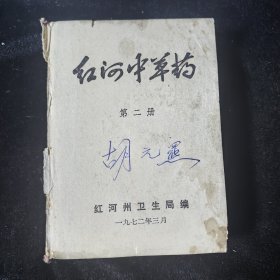 红河中草药
第二册
胡元
红河州卫生局编
一九七二年三月